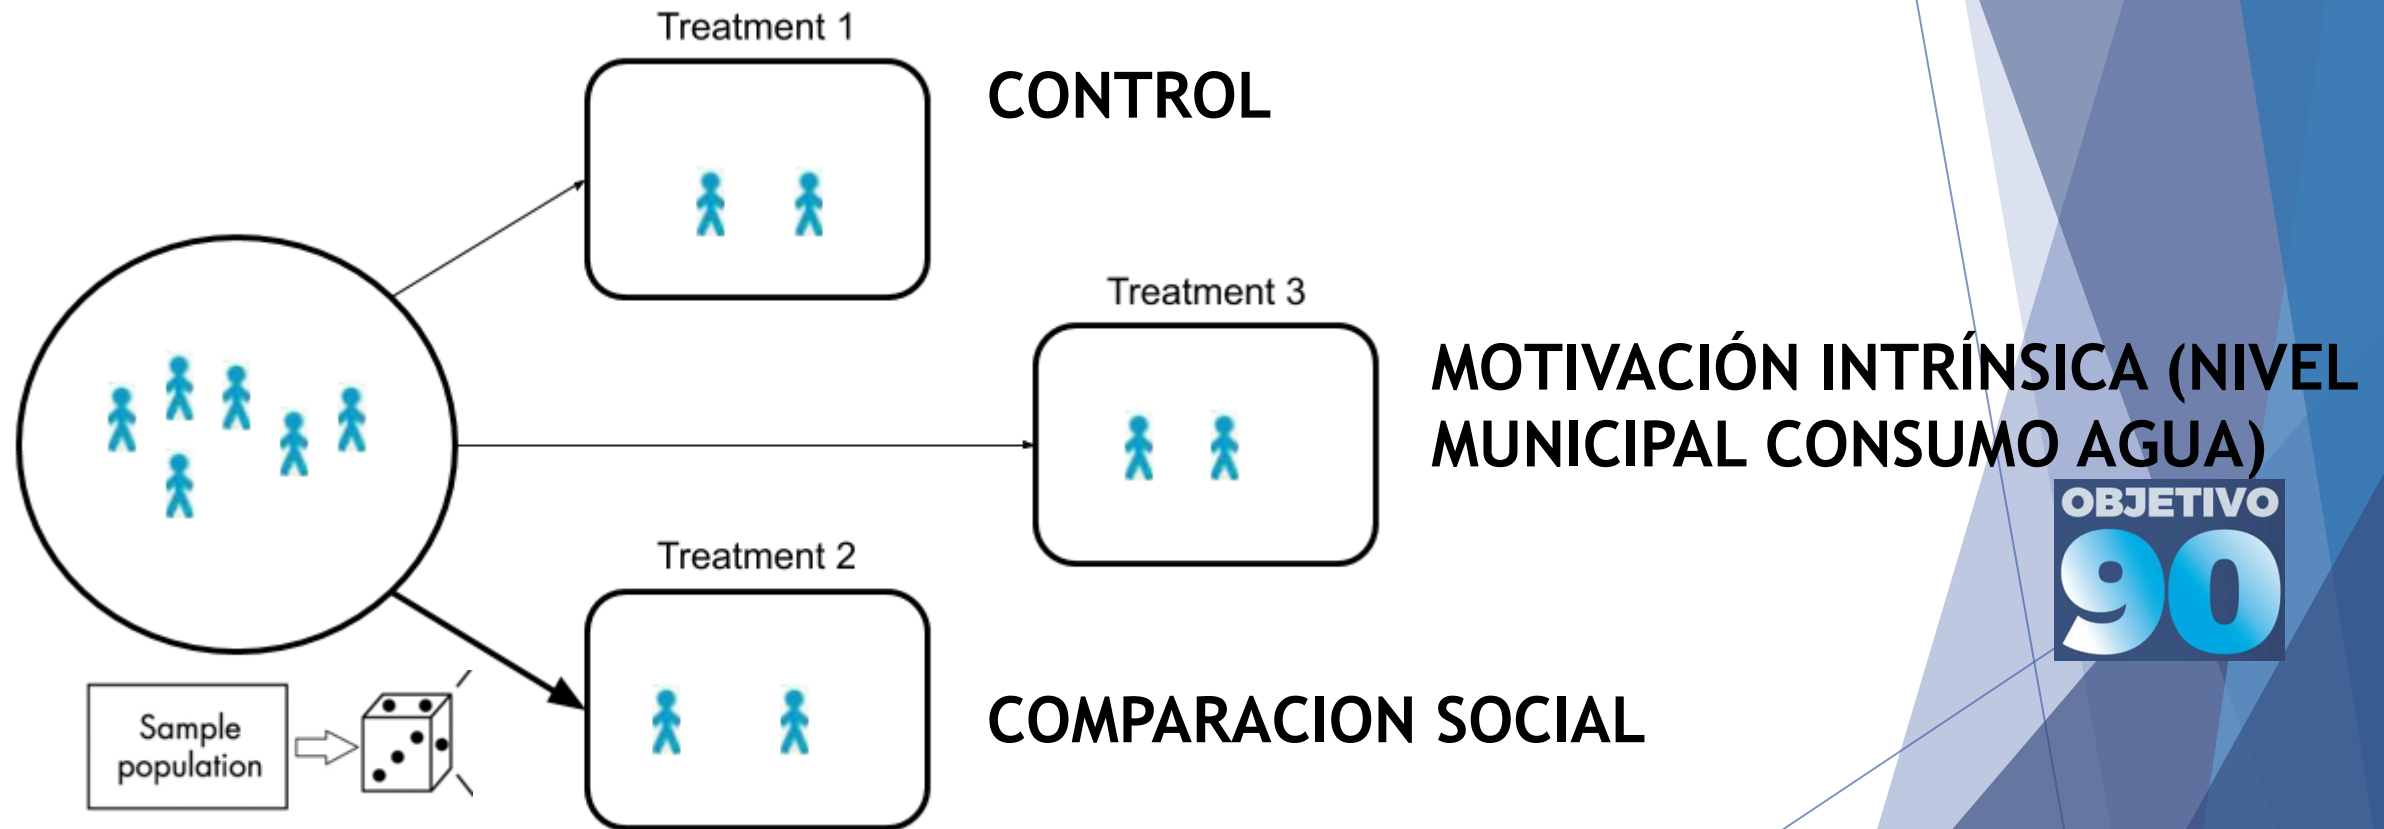 Treatment 1
CONTROL
Treatment 3
MOTIVACIÓN INTRÍNSICA (NIVEL
MUNICIPAL CONSUMO AGUA)
OBJETIVO
90
Treatment 2
COMPARACION SOCIAL
Sample
population